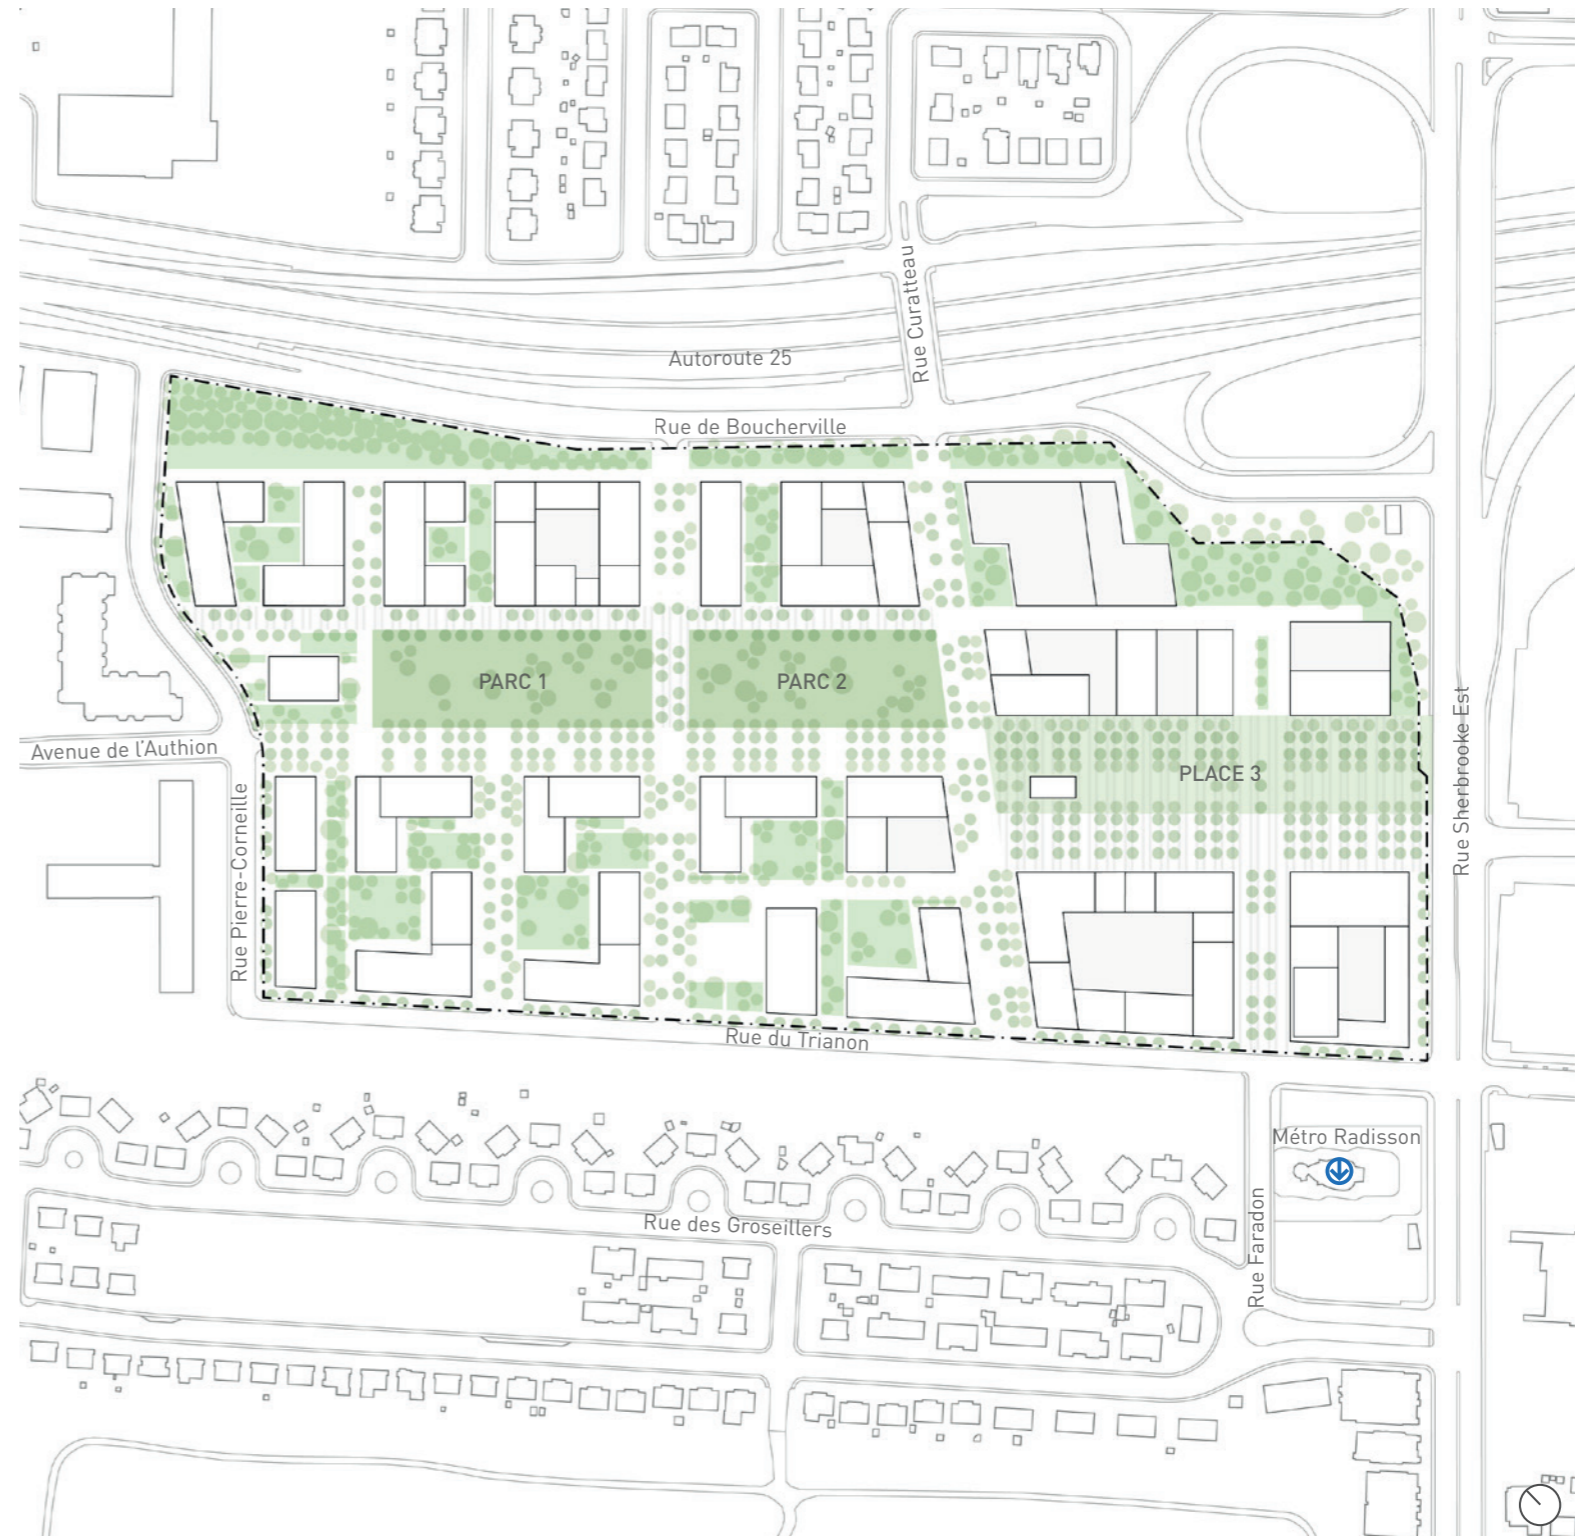 Rue Curatteau
Autoroute 25
Rue de Boucherville
PARC 1
PARC 2
Avenue de l'Authion
PLACE 3
Rue Sherbrooke Est
Rue Pierre-Corneille
Rue du Trianon
Métro Radisson
Rue des Groseillers
Rue Faradon